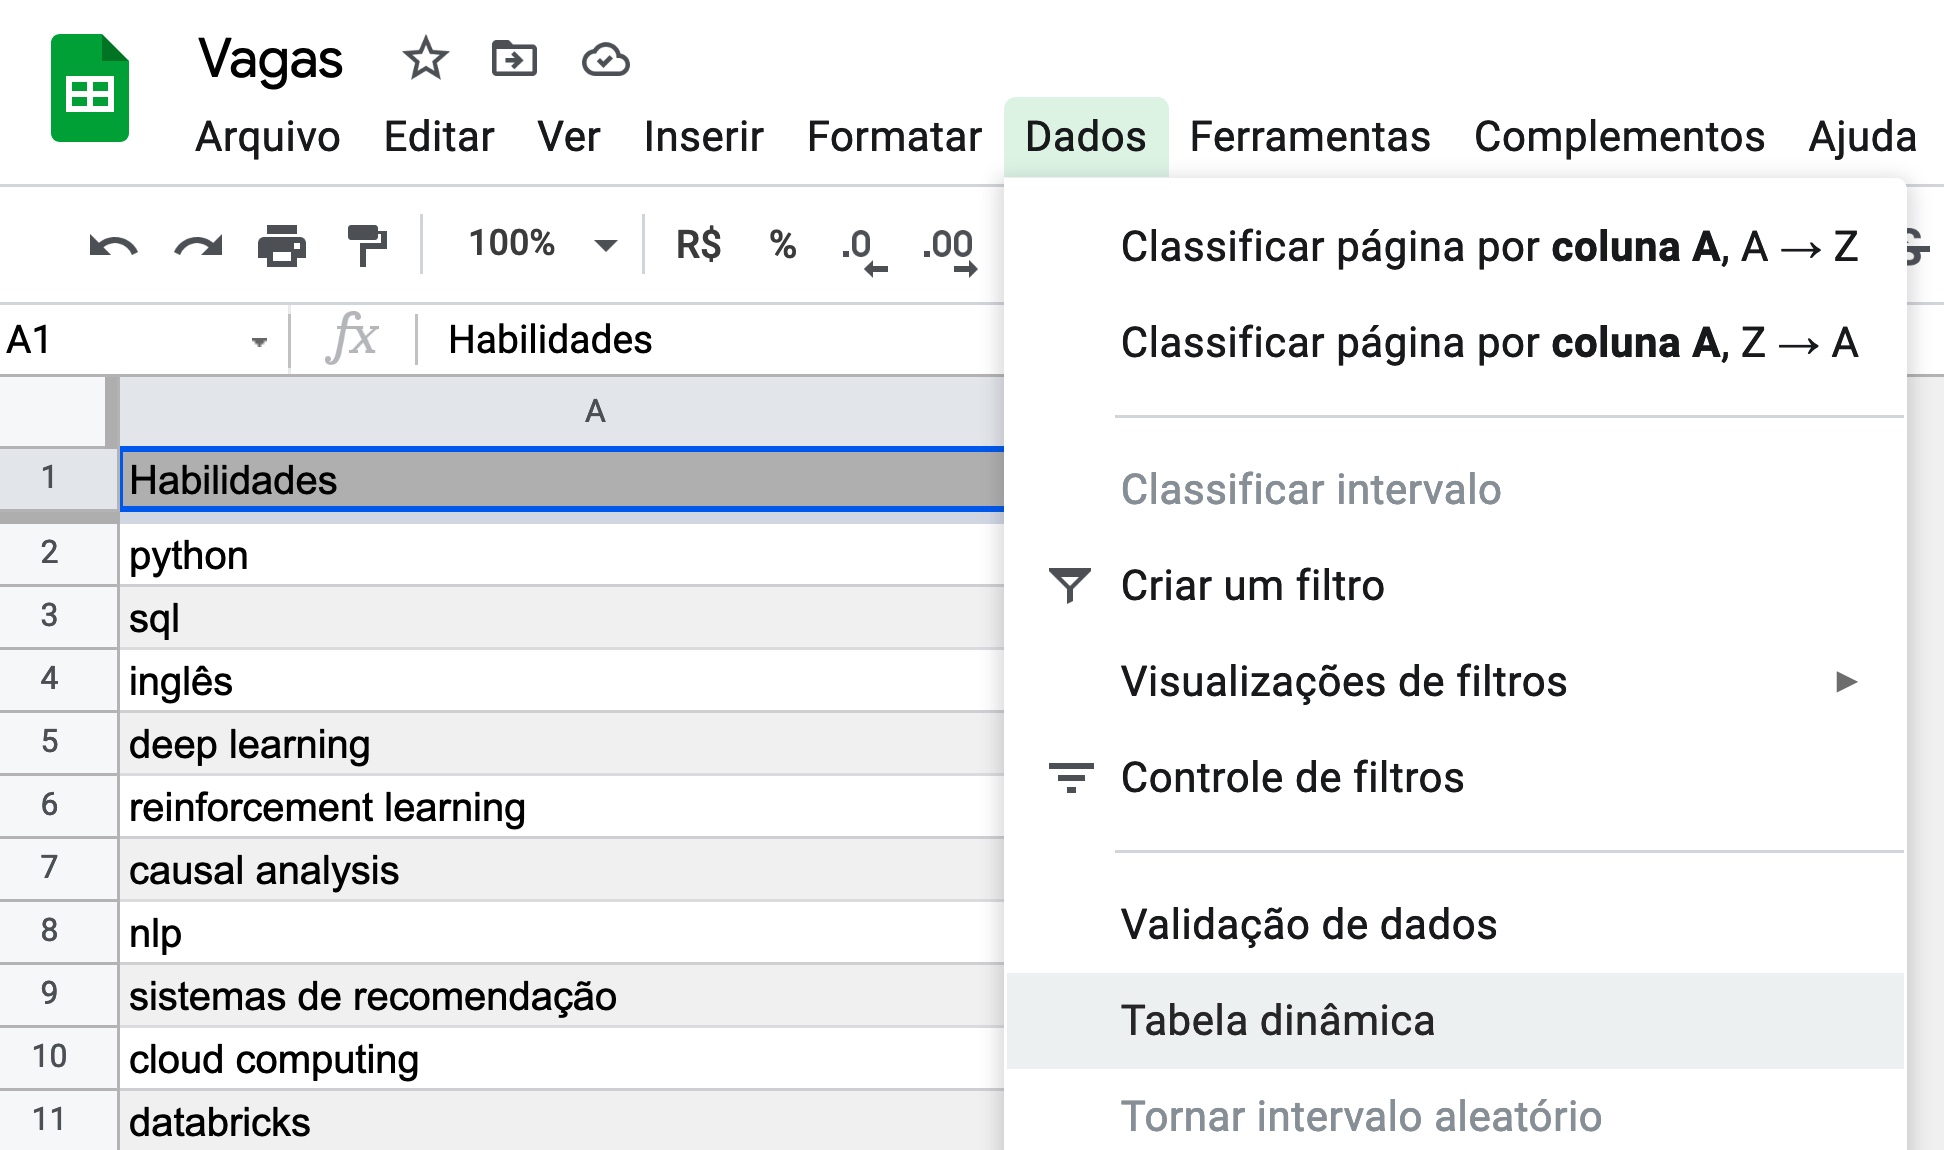 Vagas
Arquivo Editar Ver Inserir Formatar Dados Ferramentas Complementos Ajuda
100% R$ % .0 .00
A1 fx Habilidades
A
1 Habilidades
2 python
3 sql
4 inglês
5 deep learning
6 reinforcement learning
7 causal analysis
8 nlp
9 sistemas de recomendação
10 cloud computing
11 databricks
Classificar página por coluna A, A → Z
Classificar página por coluna A, Z → A
Classificar intervalo
Criar um filtro
Visualizações de filtros
Controle de filtros
Validação de dados
Tabela dinâmica
Tornar intervalo aleatório